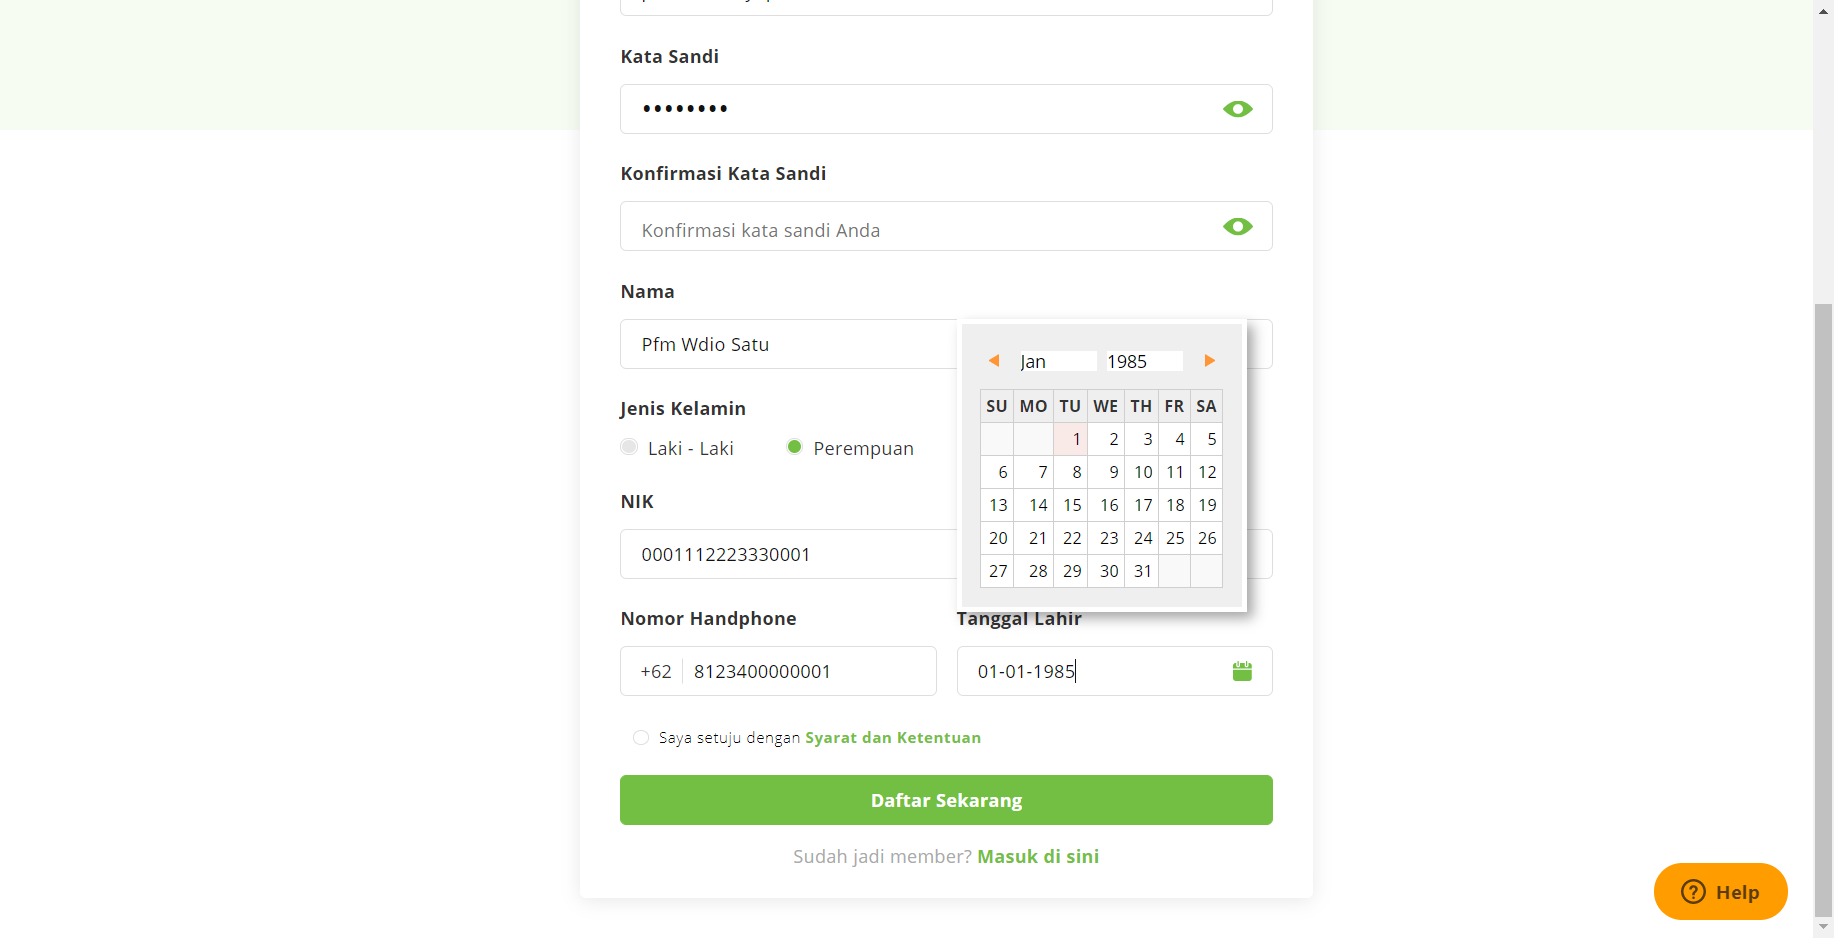 Kata Sandi
••••••••
Konfirmasi Kata Sandi
Konfirmasi kata sandi Anda
Nama
Pfm Wdio Satu
Jan 1985
SU MO TU WE TH FR SA
1 2 3 4 5
6 7 8 9 10 11 12
13 14 15 16 17 18 19
20 21 22 23 24 25 26
27 28 29 30 31
Jenis Kelamin
Laki - Laki Perempuan
NIK
0001112223330001
Nomor Handphone Tanggal Lahir
+62 8123400000001 01-01-1985
Saya setuju dengan Syarat dan Ketentuan
Daftar Sekarang
Sudah jadi member? Masuk di sini
Help